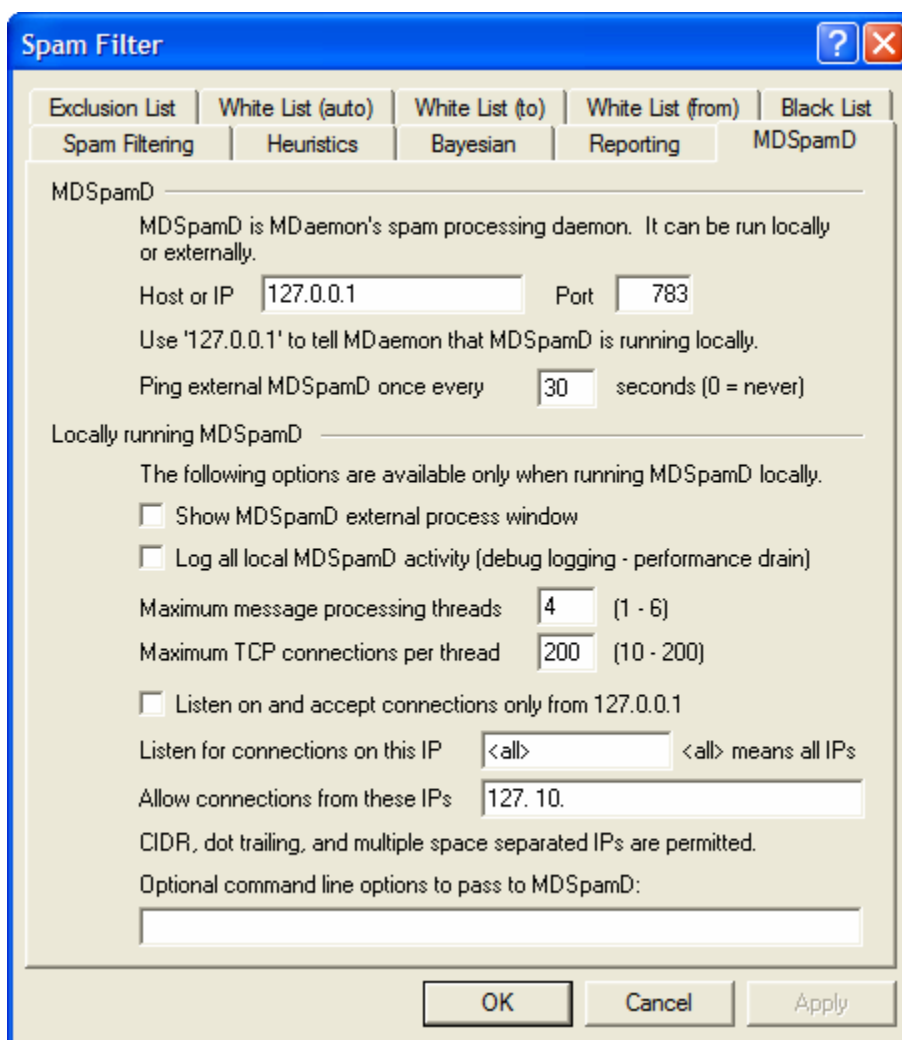 Spam Filter
Exclusion List White List (auto) White List (to) White List (from) Black List
Spam Filtering Heuristics Bayesian Reporting MDSpamD
MDSpamD
MDSpamD is MDaemon's spam processing daemon. It can be run locally
or externally.
Host or IP 127.0.0.1 Port 783
Use '127.0.0.1' to tell MDaemon that MDSpamD is running locally.
Ping external MDSpamD once every 30 seconds (0 = never)
Locally running MDSpamD
The following options are available only when running MDSpamD locally.
Show MDSpamD external process window
Log all local MDSpamD activity (debug logging - performance drain)
Maximum message processing threads 4 (1 - 6)
Maximum TCP connections per thread 200 (10 - 200)
Listen on and accept connections only from 127.0.0.1
Listen for connections on this IP <all> <all> means all IPs
Allow connections from these IPs 127. 10.
CIDR, dot trailing, and multiple space separated IPs are permitted.
Optional command line options to pass to MDSpamD:
OK Cancel Apply